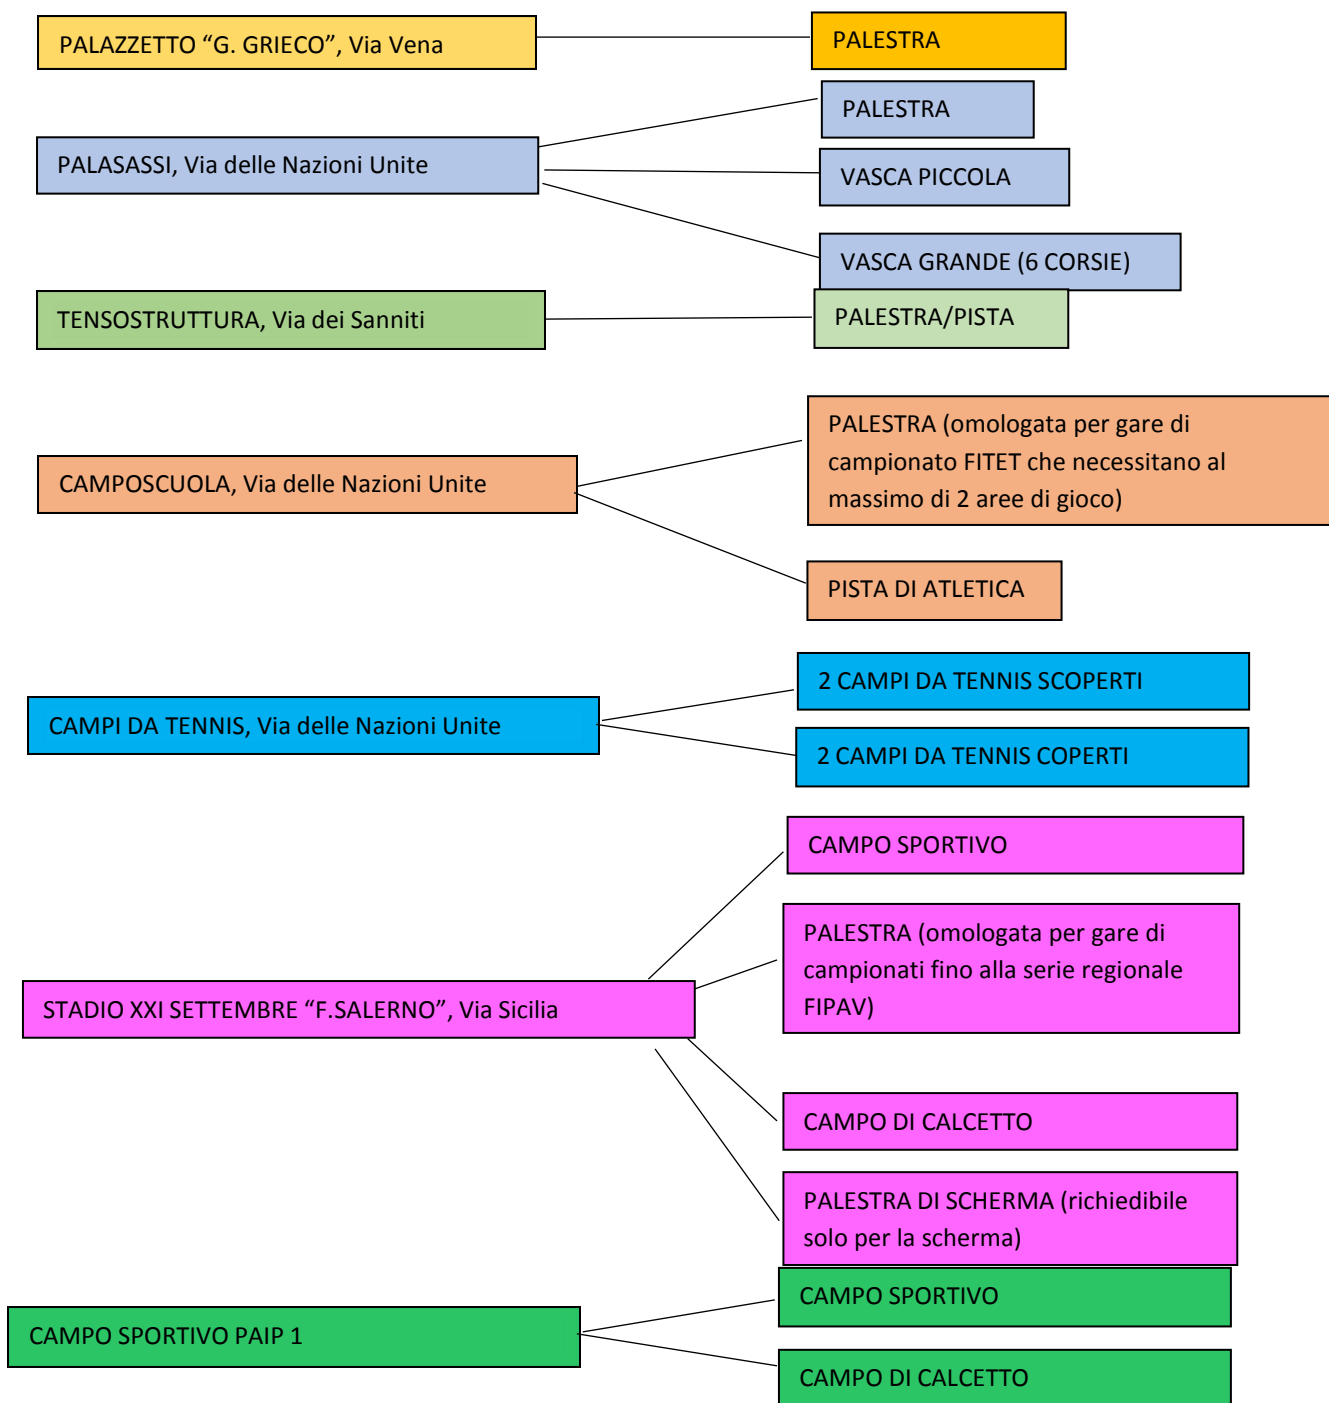 PALAZZETTO “G. GRIECO”, Via Vena
PALESTRA
PALASASSI, Via delle Nazioni Unite
PALESTRA
VASCA PICCOLA
VASCA GRANDE (6 CORSIE)
TENSOSTRUTTURA, Via dei Sanniti
PALESTRA/PISTA
CAMPOSCUOLA, Via delle Nazioni Unite
PALESTRA (omologata per gare di
campionato FITET che necessitano al
massimo di 2 aree di gioco)
PISTA DI ATLETICA
CAMPI DA TENNIS, Via delle Nazioni Unite
2 CAMPI DA TENNIS SCOPERTI
2 CAMPI DA TENNIS COPERTI
STADIO XXI SETTEMBRE “F.SALERNO”, Via Sicilia
CAMPO SPORTIVO
PALESTRA (omologata per gare di
campionati fino alla serie regionale
FIPAV)
CAMPO DI CALCETTO
PALESTRA DI SCHERMA (richiedibile
solo per la scherma)
CAMPO SPORTIVO PAIP 1
CAMPO SPORTIVO
CAMPO DI CALCETTO